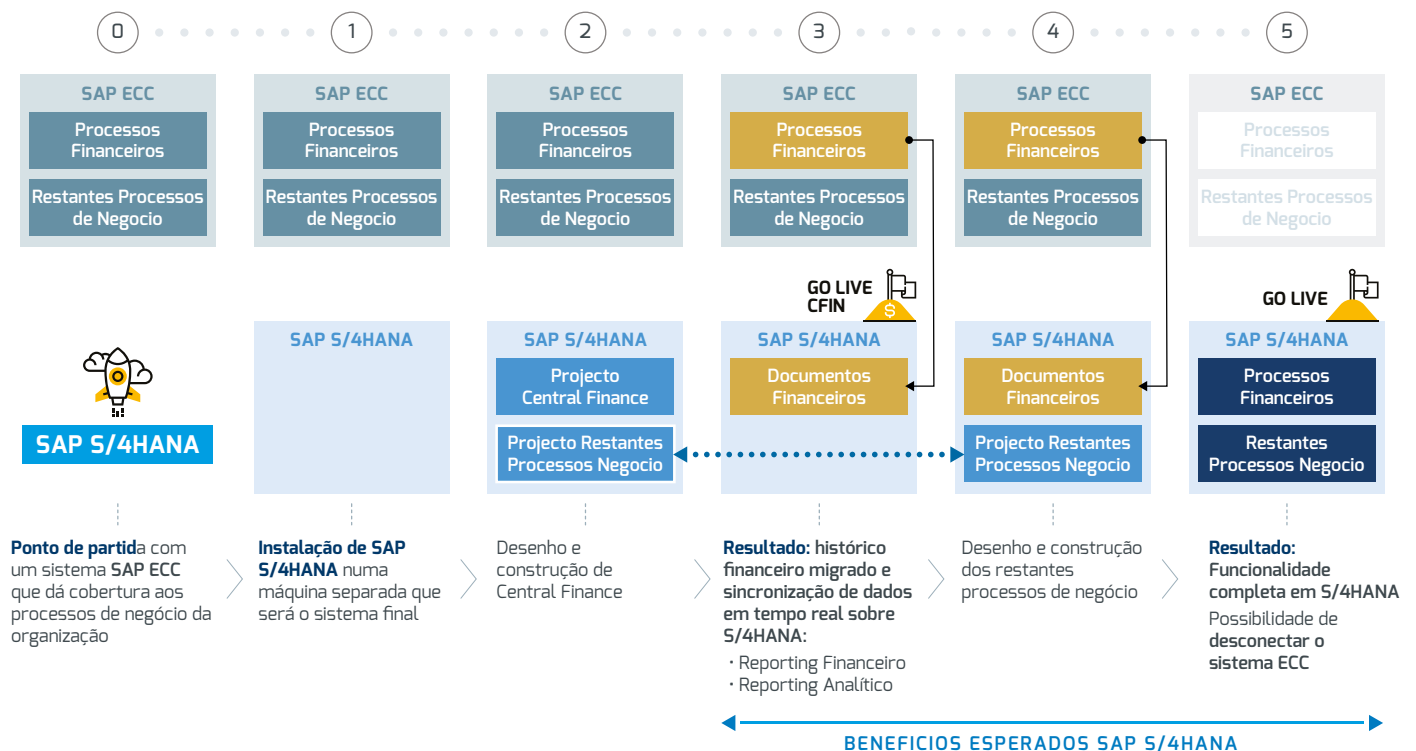 0
1
2
3
4
5
SAP ECC
Processos
Financeiros
Restantes Processos
de Negocio
SAP ECC
Processos
Financeiros
Restantes Processos
de Negocio
SAP ECC
Processos
Financeiros
Restantes Processos
de Negocio
SAP ECC
Processos
Financeiros
Restantes Processos
de Negocio
SAP ECC
Processos
Financeiros
Restantes Processos
de Negocio
SAP ECC
Processos
Financeiros
Restantes Processos
de Negocio
SAP S/4HANA
SAP S/4HANA
SAP S/4HANA
Projecto
Central Finance
Projecto Restantes
Processos Negocio
GO LIVE
CFIN
$
SAP S/4HANA
Documentos
Financeiros
SAP S/4HANA
Documentos
Financeiros
Projecto Restantes
Processos Negocio
GO LIVE
SAP S/4HANA
Processos
Financeiros
Restantes
Processos Negocio
Ponto de partida com
um sistema SAP ECC
que dá cobertura aos
processos de negócio da
organização
Instalação de SAP
S/4HANA numa
máquina separada que
será o sistema final
Desenho e
construção de
Central Finance
Resultado: histórico
financeiro migrado e
sincronização de dados
em tempo real sobre
S/4HANA:
· Reporting Financeiro
· Reporting Analítico
Desenho e construção
dos restantes
processos de negócio
Resultado:
Funcionalidade
completa em S/4HANA
Possibilidade de
desconectar o
sistema ECC
BENEFICIOS ESPERADOS SAP S/4HANA